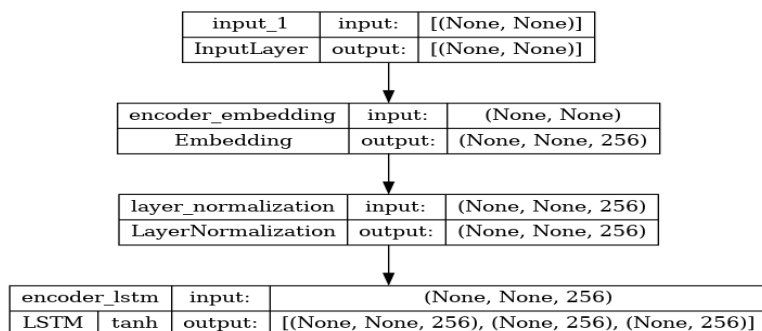 input_1 input: [(None, None)]
InputLayer output: [(None, None)]
encoder_embedding input: (None, None)
Embedding output: (None, None, 256)
layer_normalization input: (None, None, 256)
LayerNormalization output: (None, None, 256)
encoder_lstm input: (None, None, 256)
LSTM tanh output: [(None, None, 256), (None, 256), (None, 256)]